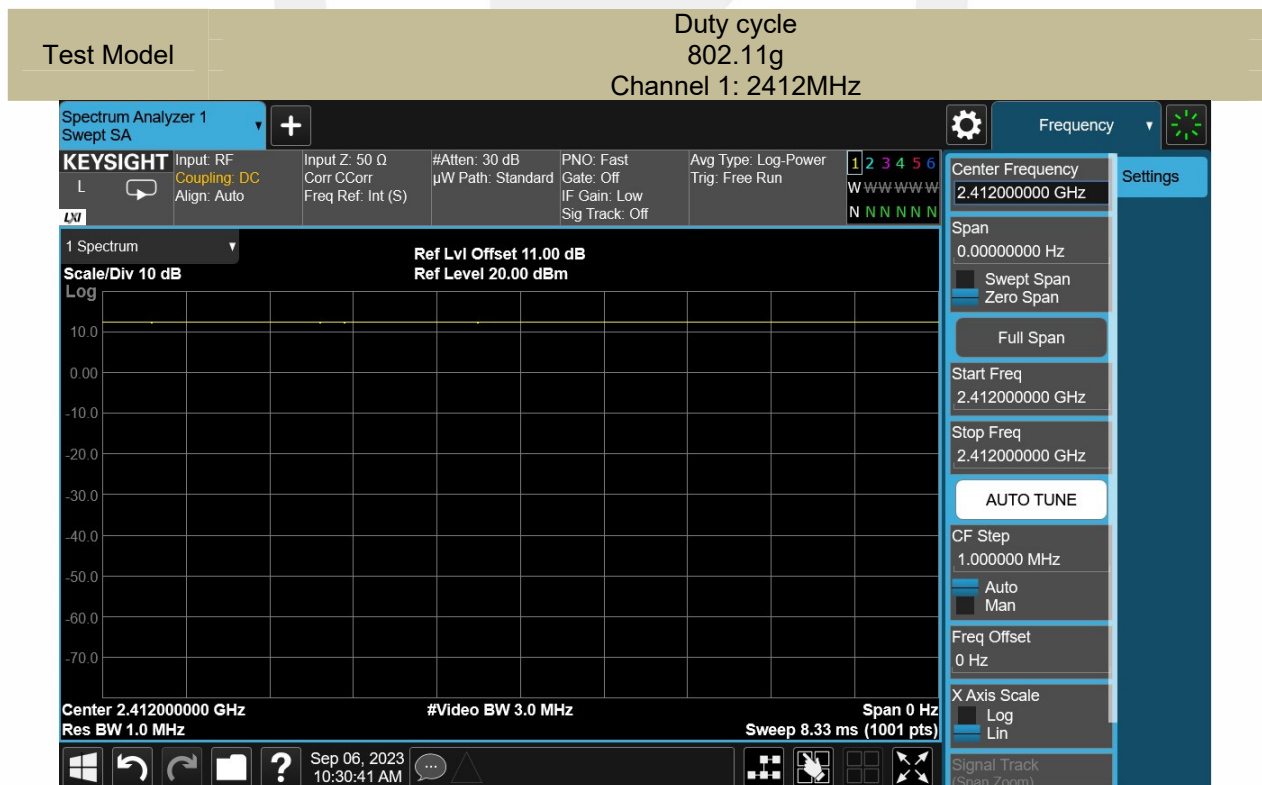 Test Model
Duty cycle
802.11g
Channel 1: 2412MHz
Spectrum Analyzer 1
Swept SA
Frequency
KEYSIGHT
L
LXI
Input: RF
Coupling: DC
Align: Auto
Input Z: 50 Ω
Corr CCorr
Freq Ref: Int (S)
#Atten: 30 dB
µW Path: Standard
PNO: Fast
Gate: Off
IF Gain: Low
Sig Track: Off
Avg Type: Log-Power
Trig: Free Run
1 2 3 4 5 6
W W W W W W
N N N N N N
Center Frequency
2.412000000 GHz
Settings
Span
0.00000000 Hz
Swept Span
Zero Span
Full Span
Start Freq
2.412000000 GHz
Stop Freq
2.412000000 GHz
AUTO TUNE
CF Step
1.000000 MHz
Auto
Man
Freq Offset
0 Hz
X Axis Scale
Log
Lin
Signal Track
(Span Zoom)
1 Spectrum
Scale/Div 10 dB
Ref Lvl Offset 11.00 dB
Ref Level 20.00 dBm
Log
10.0
0.00
-10.0
-20.0
-30.0
-40.0
-50.0
-60.0
-70.0
Center 2.412000000 GHz
#Video BW 3.0 MHz
Span 0 Hz
Res BW 1.0 MHz
Sweep 8.33 ms (1001 pts)
?
Sep 06, 2023
10:30:41 AM